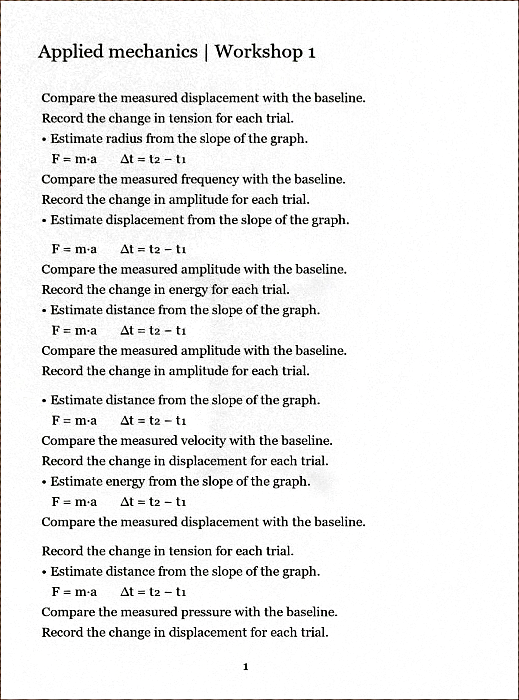 Applied mechanics | Workshop 1
Compare the measured displacement with the baseline.
Record the change in tension for each trial.
• Estimate radius from the slope of the graph.
F = m·a Δt = t2 − t1
Compare the measured frequency with the baseline.
Record the change in amplitude for each trial.
• Estimate displacement from the slope of the graph.
F = m·a Δt = t2 − t1
Compare the measured amplitude with the baseline.
Record the change in energy for each trial.
• Estimate distance from the slope of the graph.
F = m·a Δt = t2 − t1
Compare the measured amplitude with the baseline.
Record the change in amplitude for each trial.
• Estimate distance from the slope of the graph.
F = m·a Δt = t2 − t1
Compare the measured velocity with the baseline.
Record the change in displacement for each trial.
• Estimate energy from the slope of the graph.
F = m·a Δt = t2 − t1
Compare the measured displacement with the baseline.
Record the change in tension for each trial.
• Estimate distance from the slope of the graph.
F = m·a Δt = t2 − t1
Compare the measured pressure with the baseline.
Record the change in displacement for each trial.
1